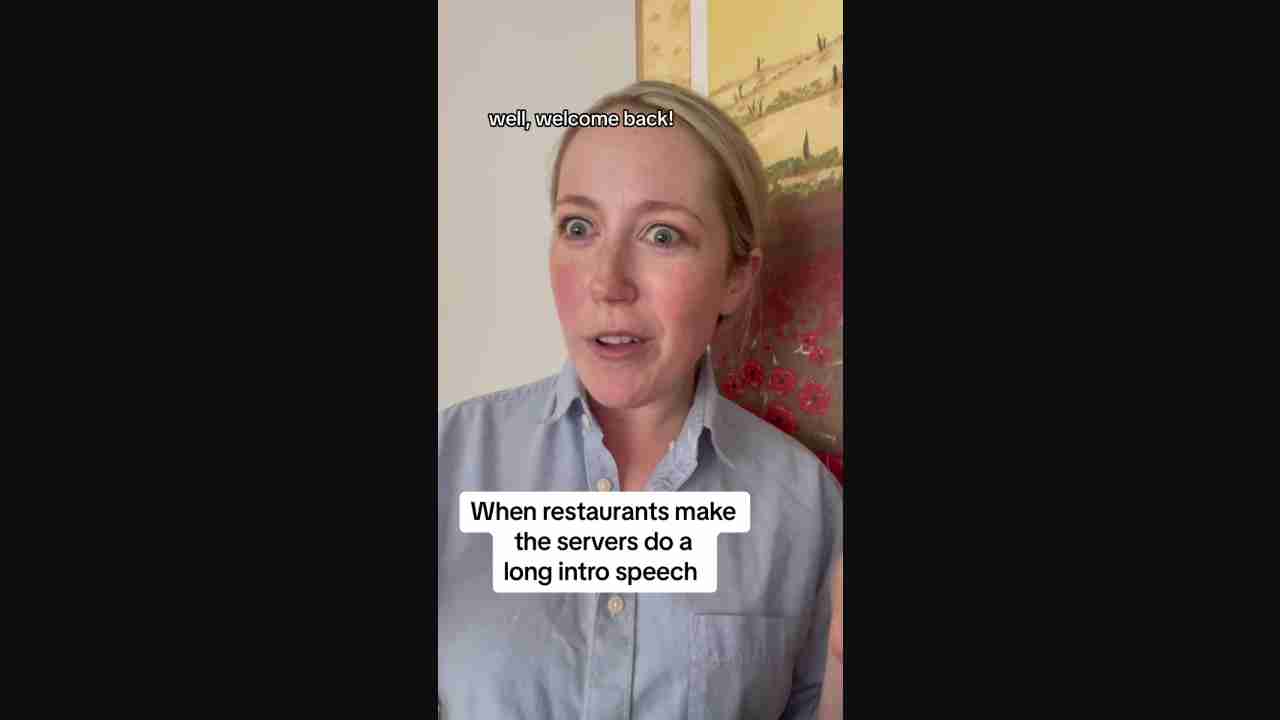 well, welcome back!
When restaurants make
the servers do a
long intro speech